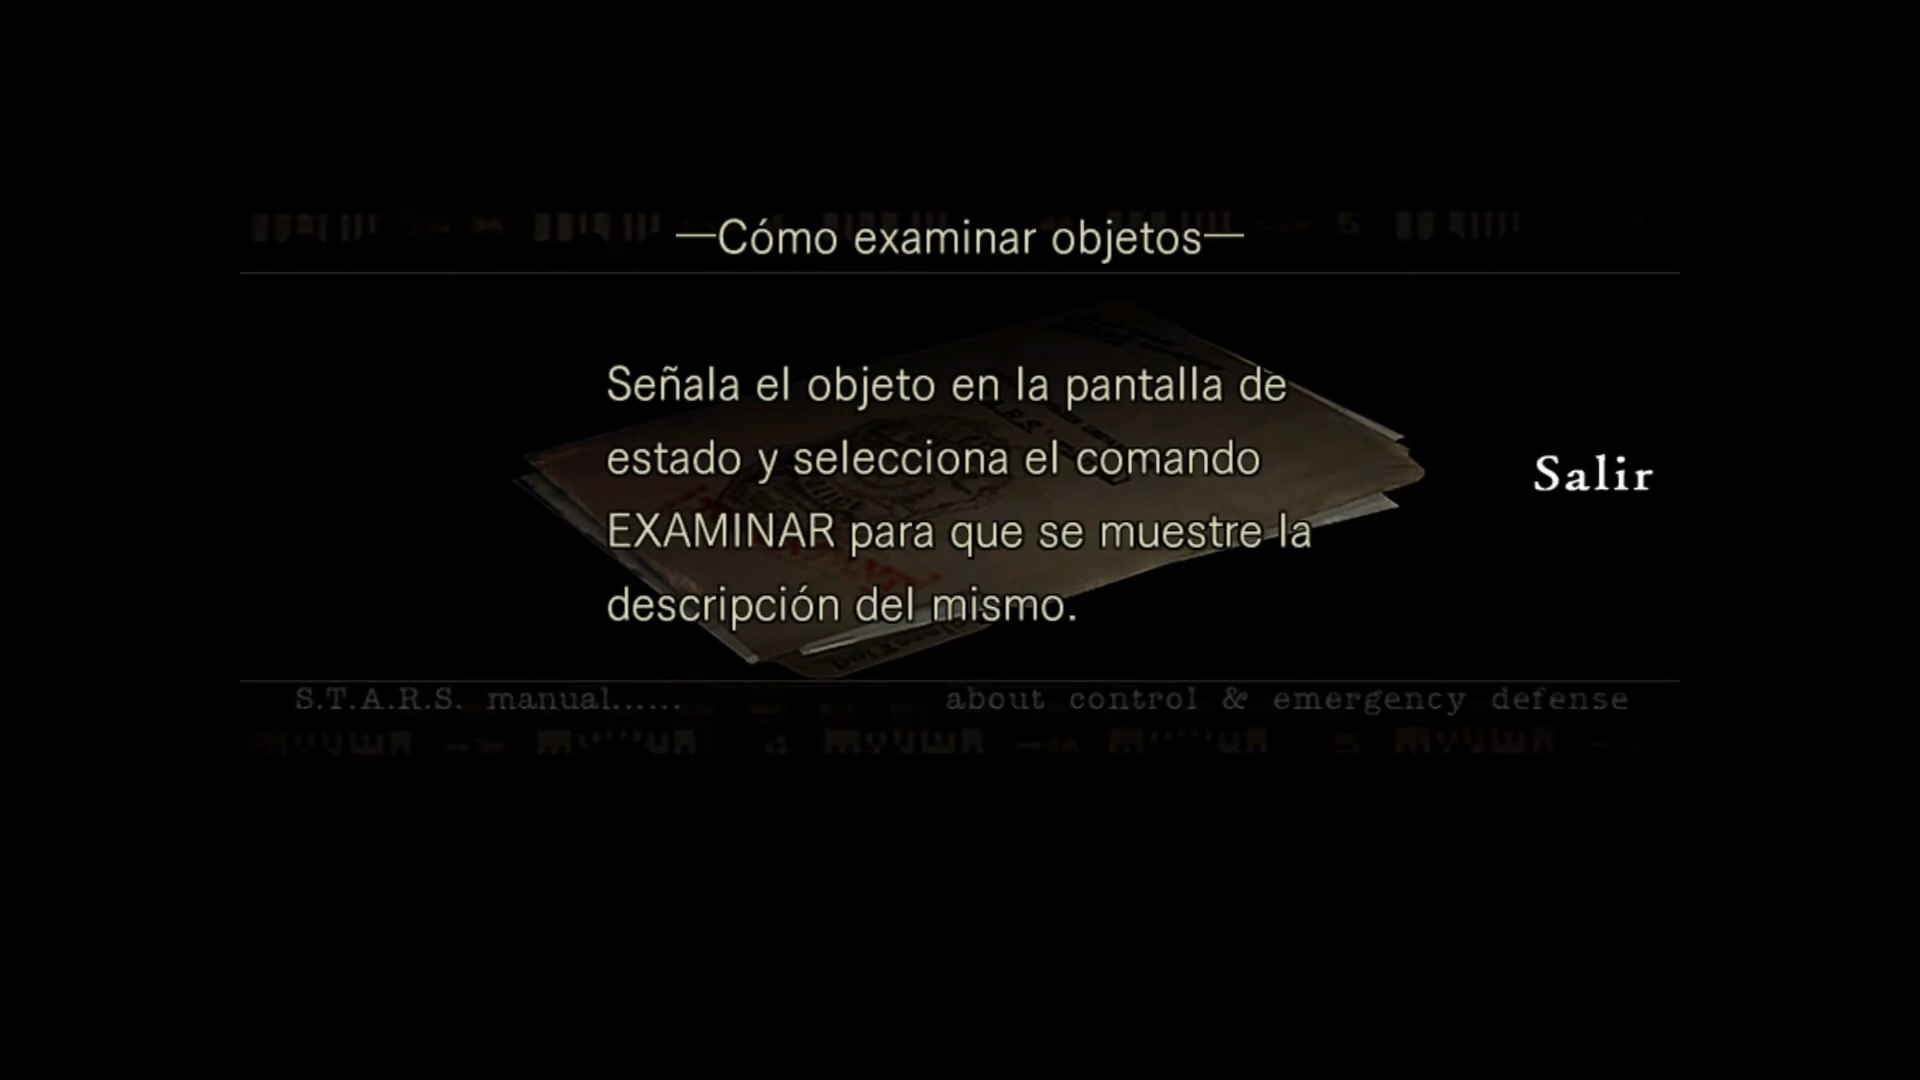 —Cómo examinar objetos—
Señala el objeto en la pantalla de
estado y selecciona el comando
EXAMINAR para que se muestre la
descripción del mismo.
Salir
S.T.A.R.S. manual...... about control & emergency defense